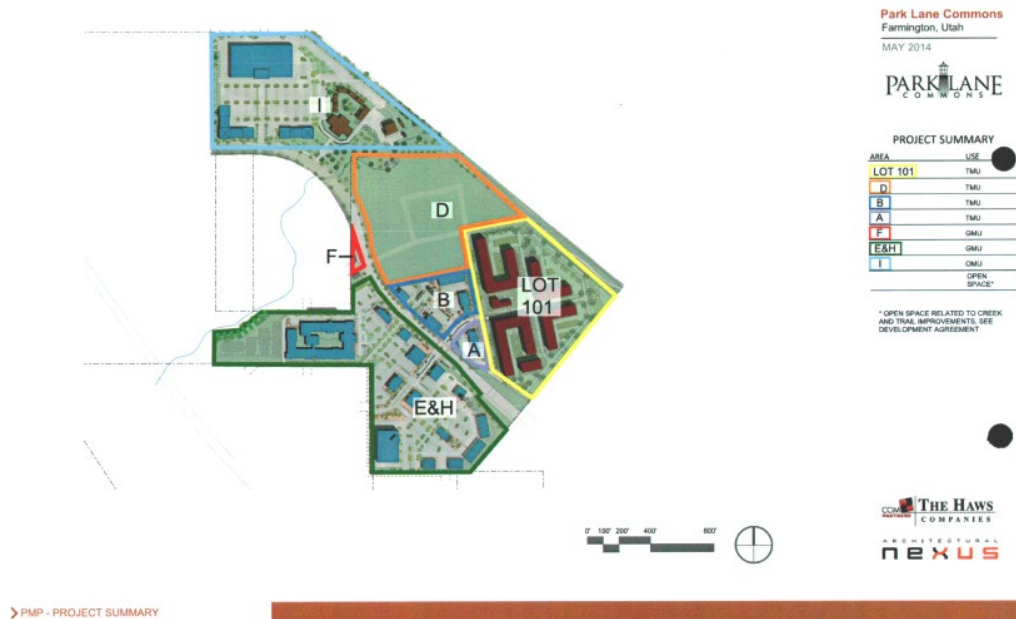 Park Lane Commons
Farmington, Utah
MAY 2014
PARK LANE
COMMONS
PROJECT SUMMARY
AREA USE
LOT 101 TMU
D TMU
B TMU
A TMU
F GMU
E&H GMU
I OMU
OPEN
SPACE*
* OPEN SPACE RELATED TO CREEK
AND TRAIL IMPROVEMENTS, SEE
DEVELOPMENT AGREEMENT
I
D
F
B
LOT
101
A
E&H
0' 100' 200' 400' 800'
CCM PARTNERS
THE HAWS
COMPANIES
ARCHITECTURAL
nexus
PMP - PROJECT SUMMARY